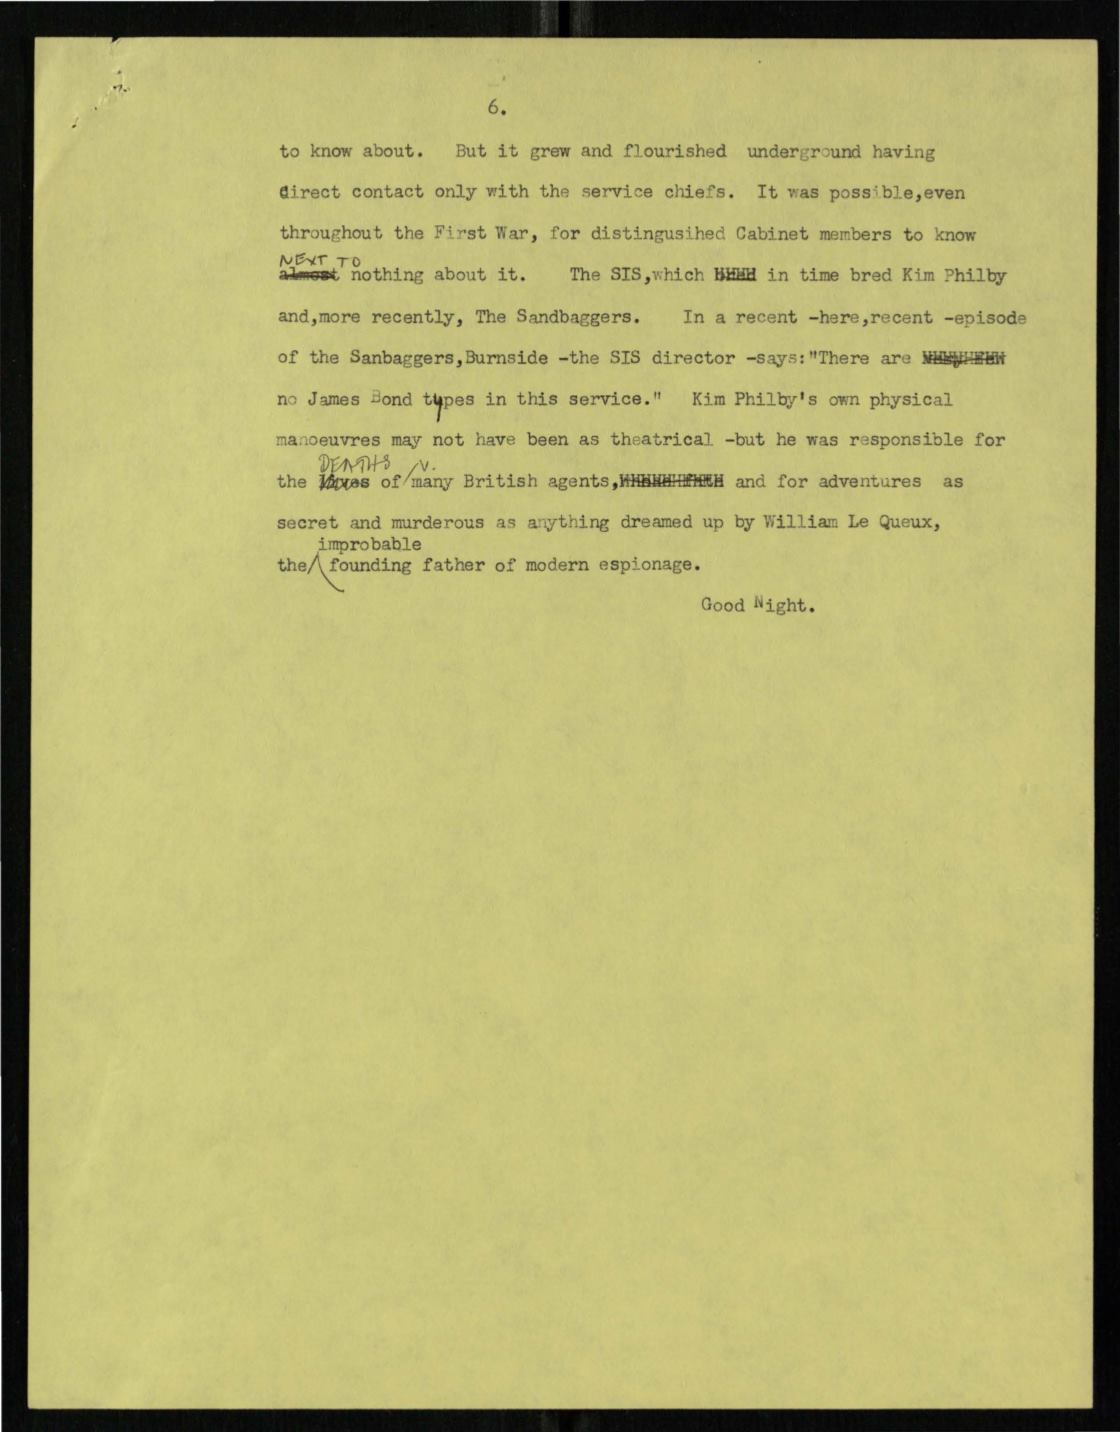 6.
to know about. But it grew and flourished underground having
direct contact only with the service chiefs. It was possible,even
throughout the First War, for distingusihed Cabinet members to know
NEXT TO
almost nothing about it. The SIS,which in time bred Kim Philby
and,more recently, The Sandbaggers. In a recent -here,recent -episode
of the Sanbaggers,Burnside -the SIS director -says:"There are
no James Bond types in this service." Kim Philby's own physical
manoeuvres may not have been as theatrical -but he was responsible for
DEATHS V.
the of many British agents, and for adventures as
secret and murderous as anything dreamed up by William Le Queux,
improbable
the founding father of modern espionage.
Good Night.